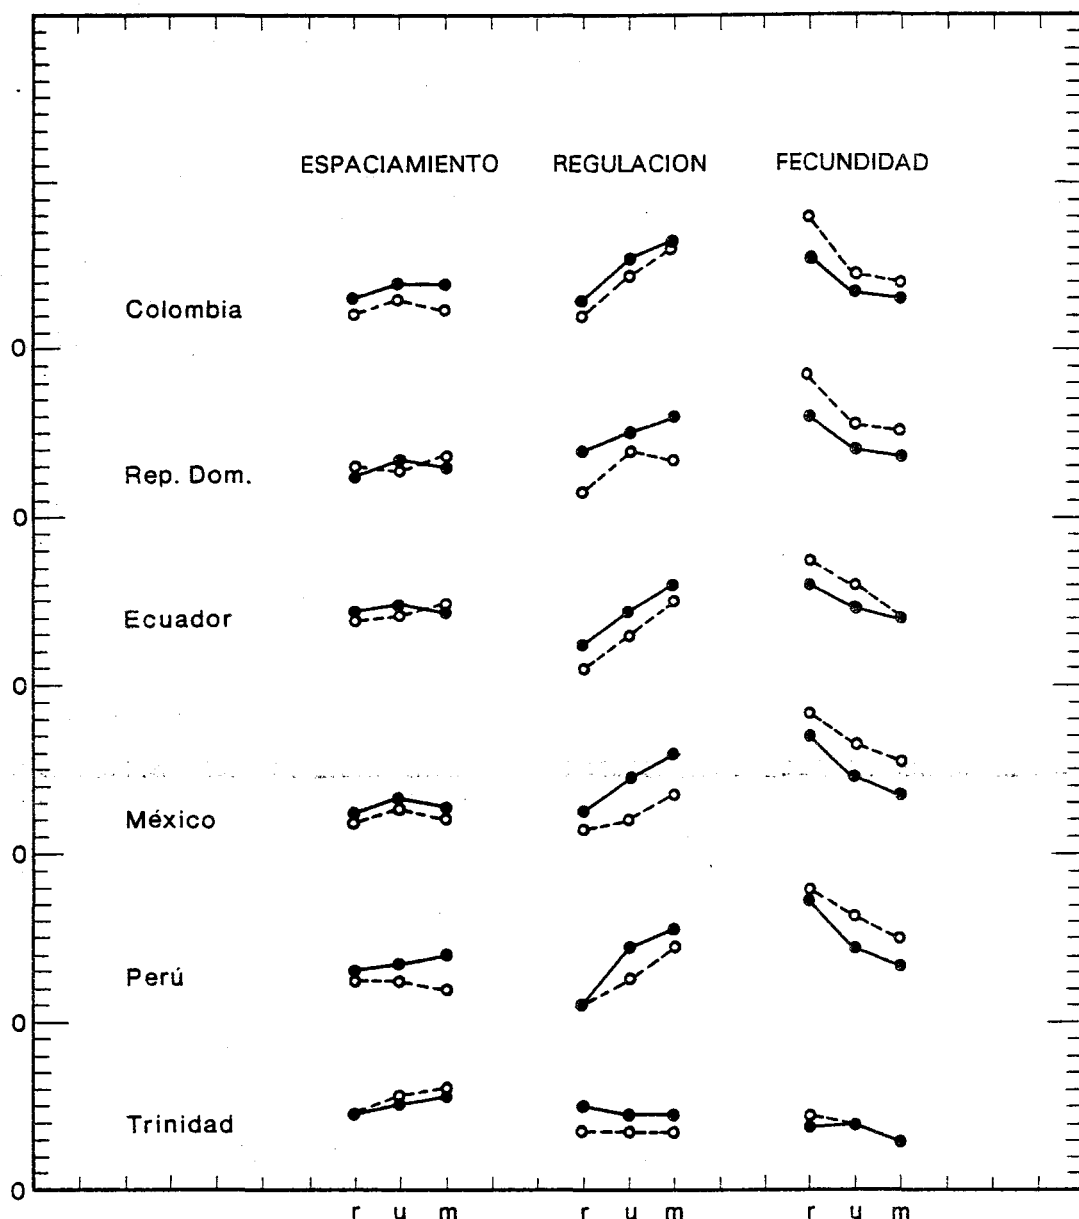 ESPACIAMIENTO REGULACION FECUNDIDAD
Colombia
0
Rep. Dom.
0
Ecuador
0
México
0
Perú
0
Trinidad
0
r u m r u m r u m